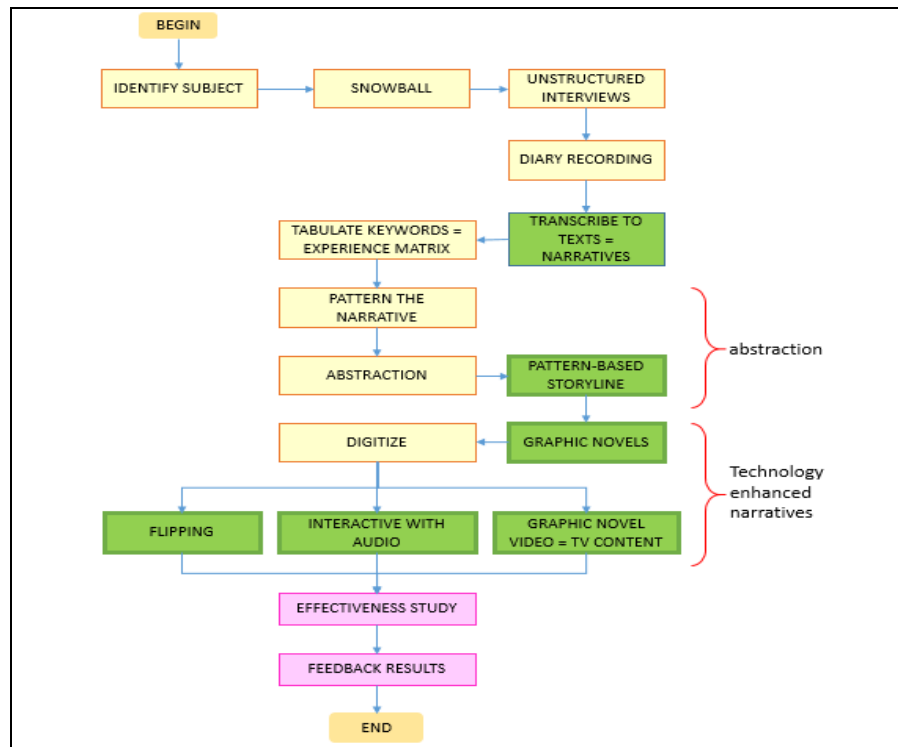 BEGIN
IDENTIFY SUBJECT
SNOWBALL
UNSTRUCTURED
INTERVIEWS
DIARY RECORDING
TRANSCRIBE TO
TEXTS =
NARRATIVES
TABULATE KEYWORDS =
EXPERIENCE MATRIX
PATTERN THE
NARRATIVE
ABSTRACTION
PATTERN-BASED
STORYLINE
abstraction
GRAPHIC NOVELS
DIGITIZE
Technology
enhanced
narratives
FLIPPING
INTERACTIVE WITH
AUDIO
GRAPHIC NOVEL
VIDEO = TV CONTENT
EFFECTIVENESS STUDY
FEEDBACK RESULTS
END